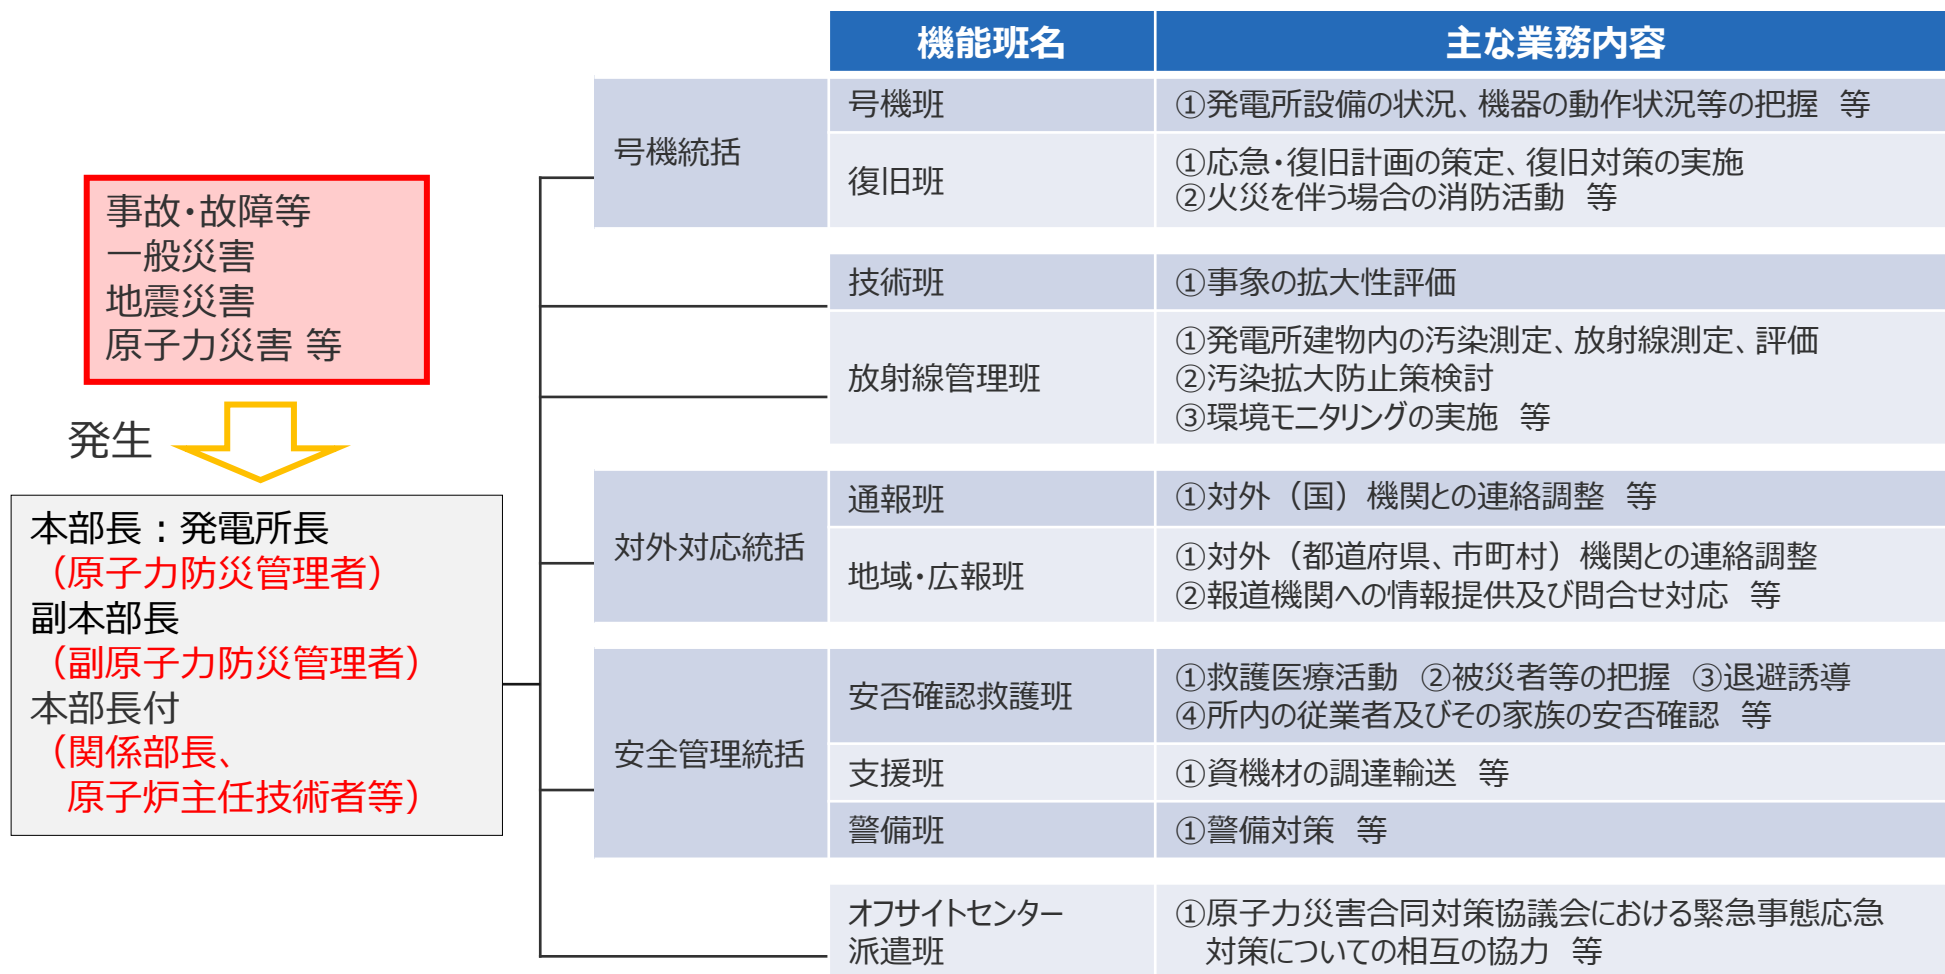 機能班名 主な業務内容
号機統括
号機班 ①発電所設備の状況、機器の動作状況等の把握 等
復旧班
①応急・復旧計画の策定、復旧対策の実施
②火災を伴う場合の消防活動 等
事故・故障等
一般災害
地震災害
原子力災害 等
発生
本部長：発電所長
（原子力防災管理者）
副本部長
（副原子力防災管理者）
本部長付
（関係部長、
原子炉主任技術者等）
技術班 ①事象の拡大性評価
放射線管理班
①発電所建物内の汚染測定、放射線測定、評価
②汚染拡大防止策検討
③環境モニタリングの実施 等
対外対応統括
通報班 ①対外（国）機関との連絡調整 等
地域・広報班
①対外（都道府県、市町村）機関との連絡調整
②報道機関への情報提供及び問合せ対応 等
安全管理統括
安否確認救護班
①救護医療活動 ②被災者等の把握 ③退避誘導
④所内の従業者及びその家族の安否確認 等
支援班 ①資機材の調達輸送 等
警備班 ①警備対策 等
オフサイトセンター
派遣班
①原子力災害合同対策協議会における緊急事態応急
対策についての相互の協力 等